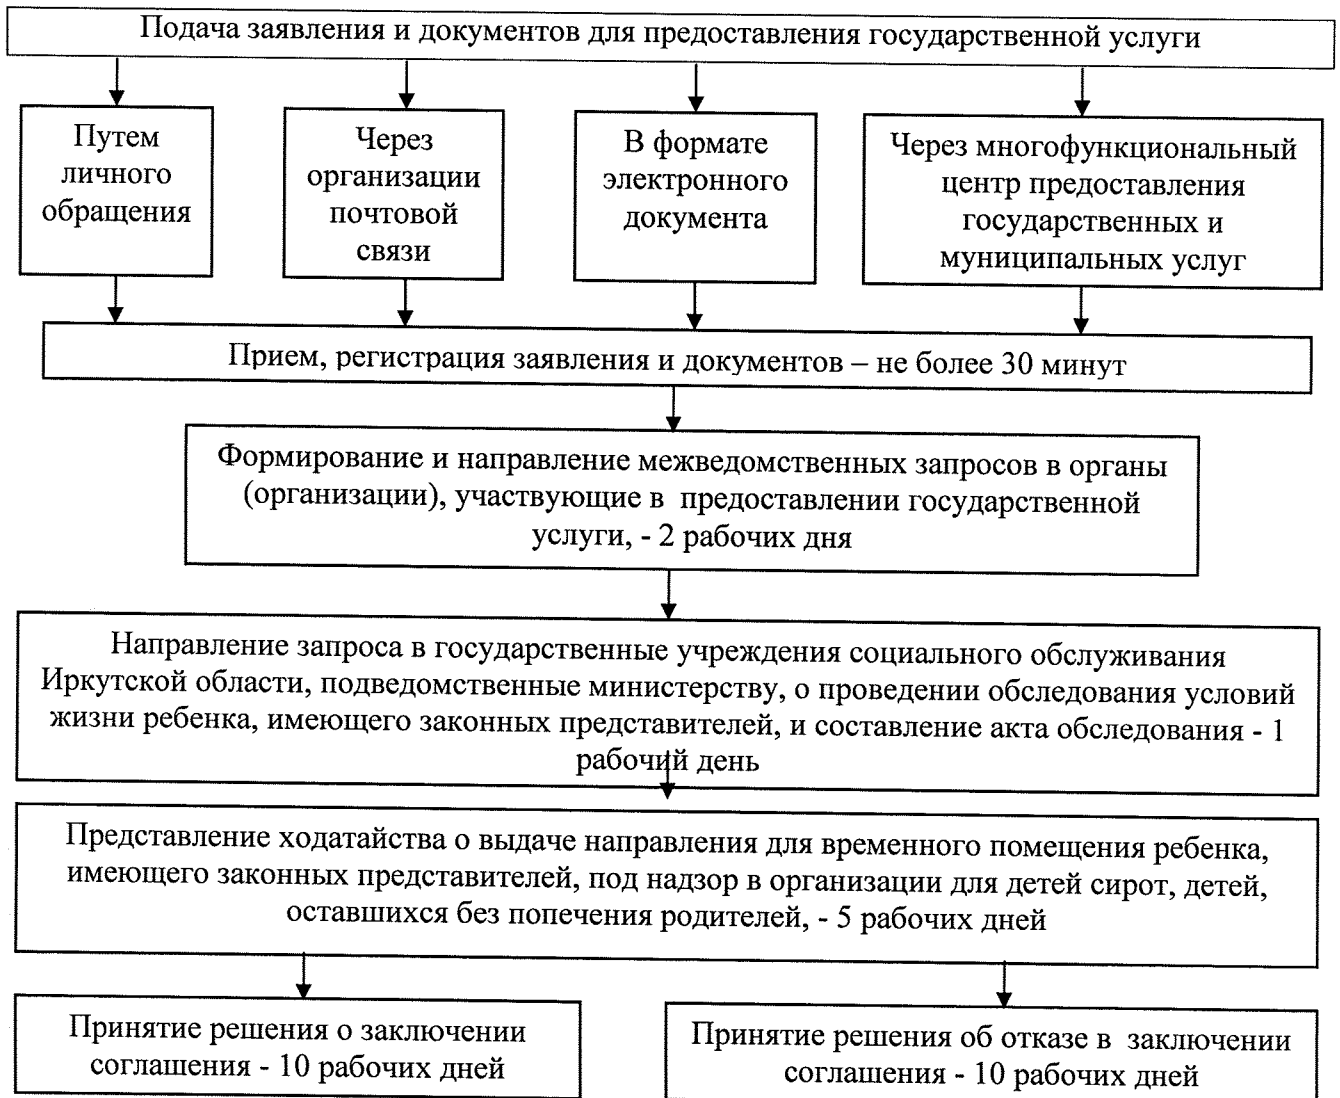 Подача заявления и документов для предоставления государственной услуги
Путем
личного
обращения
Через
организации
почтовой
связи
В формате
электронного
документа
Через многофункциональный
центр предоставления
государственных и
муниципальных услуг
Прием, регистрация заявления и документов – не более 30 минут
Формирование и направление межведомственных запросов в органы
(организации), участвующие в предоставлении государственной
услуги, - 2 рабочих дня
Направление запроса в государственные учреждения социального обслуживания
Иркутской области, подведомственные министерству, о проведении обследования условий
жизни ребенка, имеющего законных представителей, и составление акта обследования - 1
рабочий день
Представление ходатайства о выдаче направления для временного помещения ребенка,
имеющего законных представителей, под надзор в организации для детей сирот, детей,
оставшихся без попечения родителей, - 5 рабочих дней
Принятие решения о заключении
соглашения - 10 рабочих дней
Принятие решения об отказе в заключении
соглашения - 10 рабочих дней